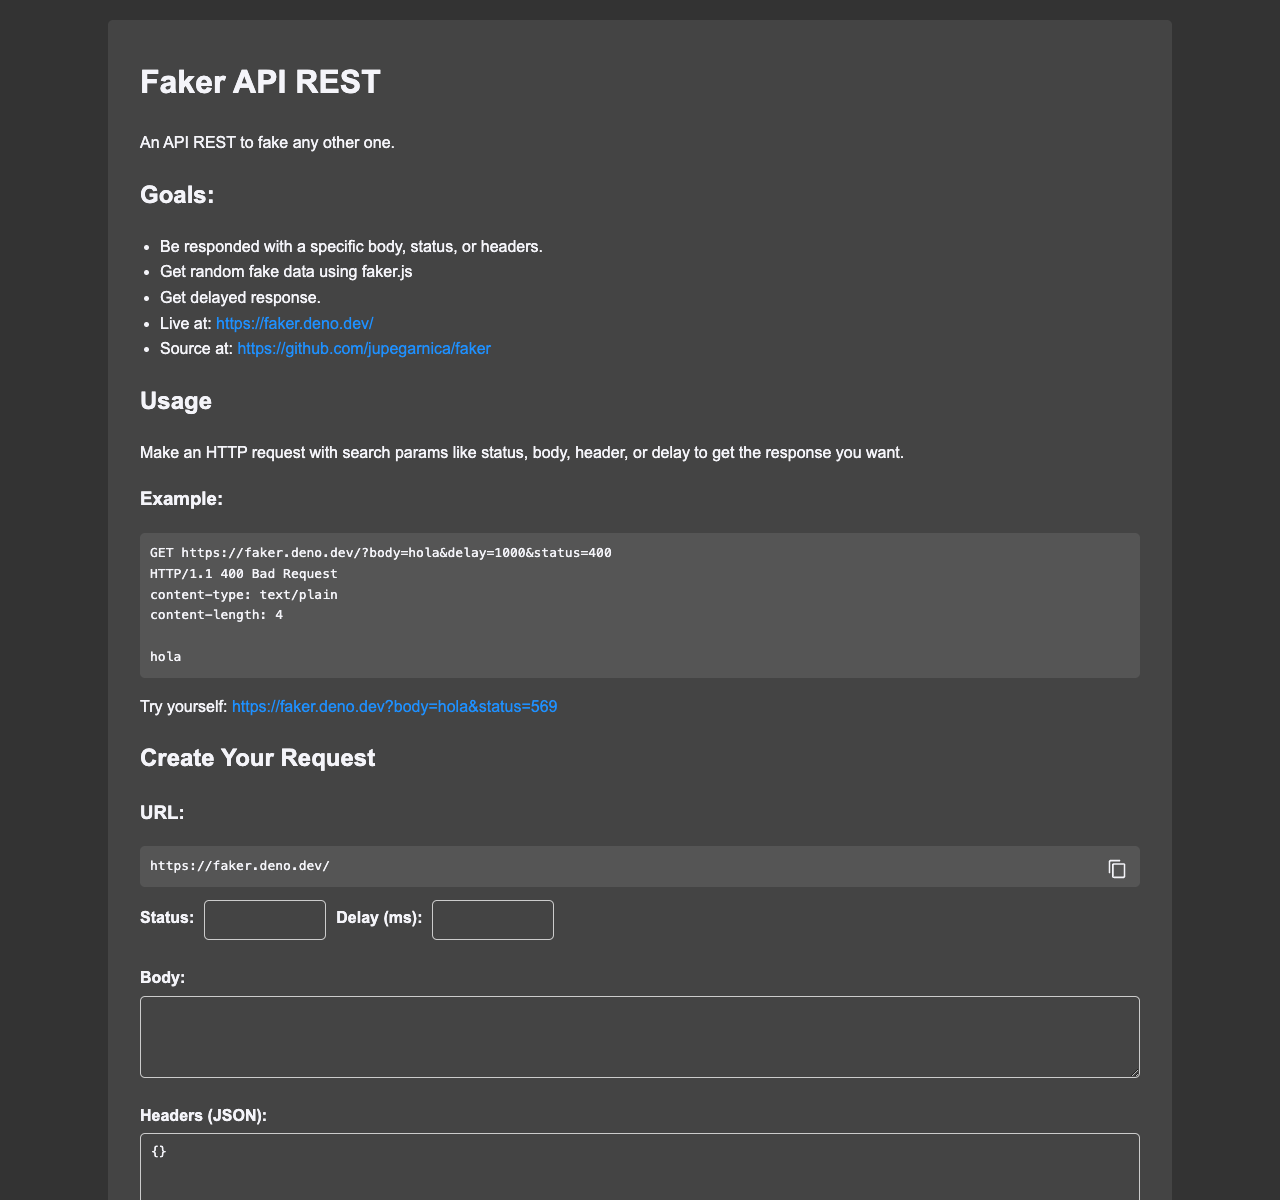 Faker API REST
An API REST to fake any other one.
Goals:
Be responded with a specific body, status, or headers.
Get random fake data using faker.js
Get delayed response.
Live at: https://faker.deno.dev/
Source at: https://github.com/jupegarnica/faker
Usage
Make an HTTP request with search params like status, body, header, or delay to get the response you want.
Example:
GET https://faker.deno.dev/?body=hola&delay=1000&status=400
HTTP/1.1 400 Bad Request
content-type: text/plain
content-length: 4
hola
Try yourself: https://faker.deno.dev?body=hola&status=569
Create Your Request
URL:
https://faker.deno.dev/
Status: Delay (ms):
Body:
Headers (JSON):
{}